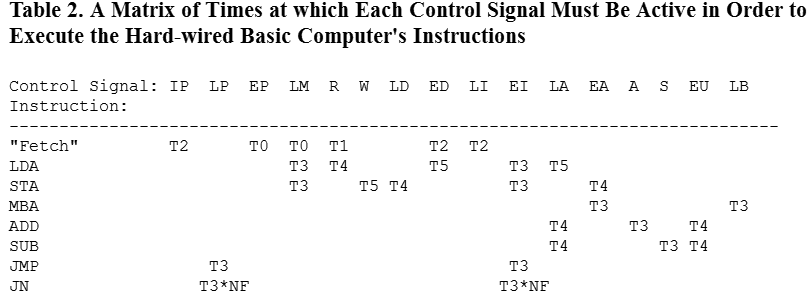 Table 2. A Matrix of Times at which Each Control Signal Must Be Active in Order to
Execute the Hard-wired Basic Computer's Instructions
Control Signal: IP LP EP LM R W LD ED LI EI LA EA A S EU LB
Instruction:
--------------------------------------------------------------------------------
"Fetch" T2 T0 T0 T1 T2 T2
LDA T3 T4 T5 T3 T5
STA T3 T5 T4 T3 T4
MBA T3 T3
ADD T4 T3 T4
SUB T4 T3 T4
JMP T3 T3
JN T3*NF T3*NF